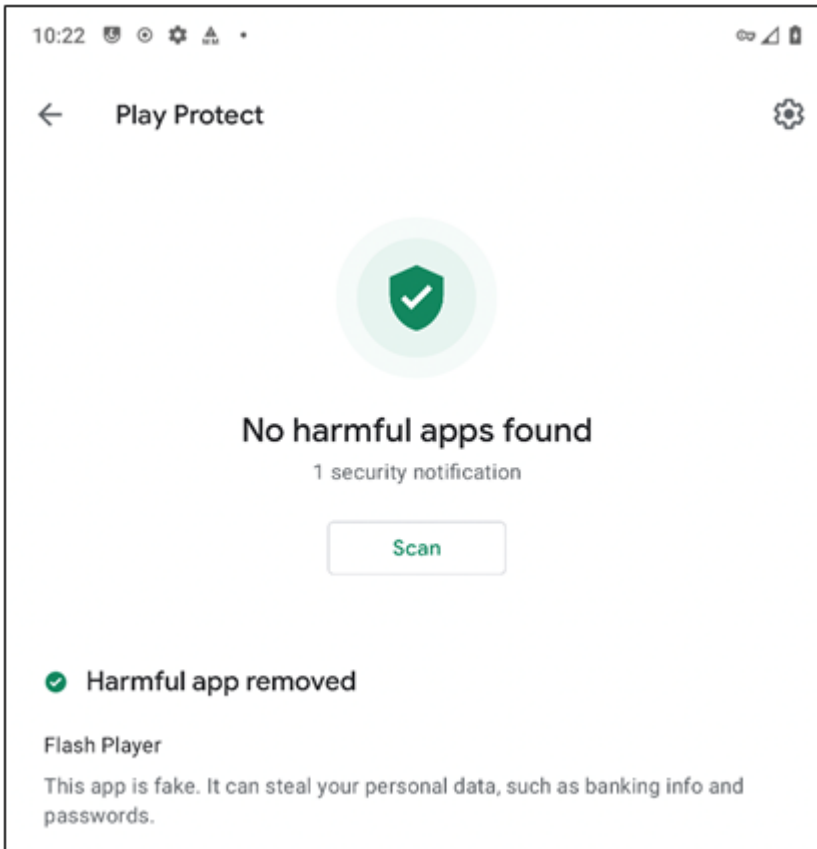 10:22
Play Protect
No harmful apps found
1 security notification
Scan
Harmful app removed
Flash Player
This app is fake. It can steal your personal data, such as banking info and
passwords.